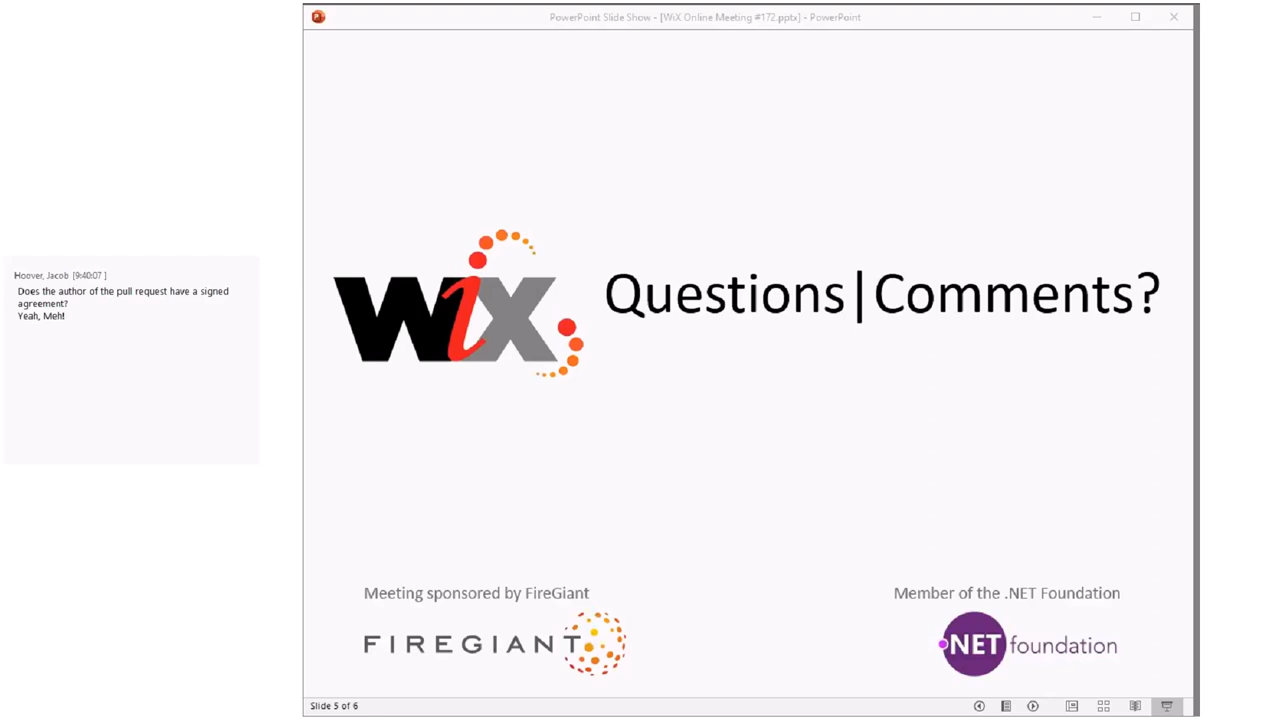 PowerPoint Slide Show - [WiX Online Meeting #172.pptx] - PowerPoint
Hoover, Jacob [9:40:07 ]
Does the author of the pull request have a signed
agreement?
Yeah, Meh!
WiX
Questions|Comments?
Meeting sponsored by FireGiant
FIREGIANT
Member of the .NET Foundation
.NET foundation
Slide 5 of 6